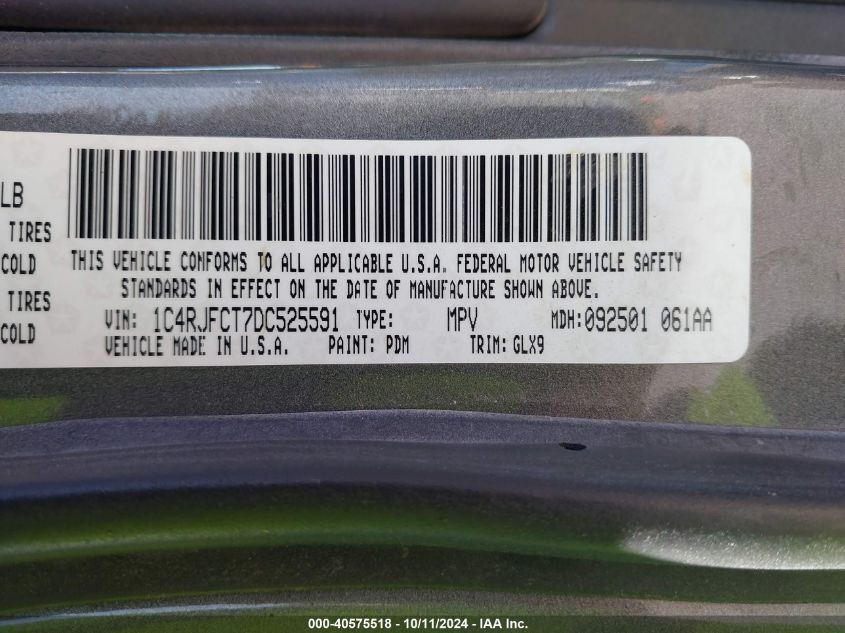 LB
TIRES
COLD
TIRES
COLD
THIS VEHICLE CONFORMS TO ALL APPLICABLE U.S.A. FEDERAL MOTOR VEHICLE SAFETY
STANDARDS IN EFFECT ON THE DATE OF MANUFACTURE SHOWN ABOVE.
VIN: 1C4RJFCT7DC525591 TYPE: MPV MDH:092501 061AA
VEHICLE MADE IN U.S.A. PAINT: PDM TRIM: GLX9
000-40575518 - 10/11/2024 - IAA Inc.